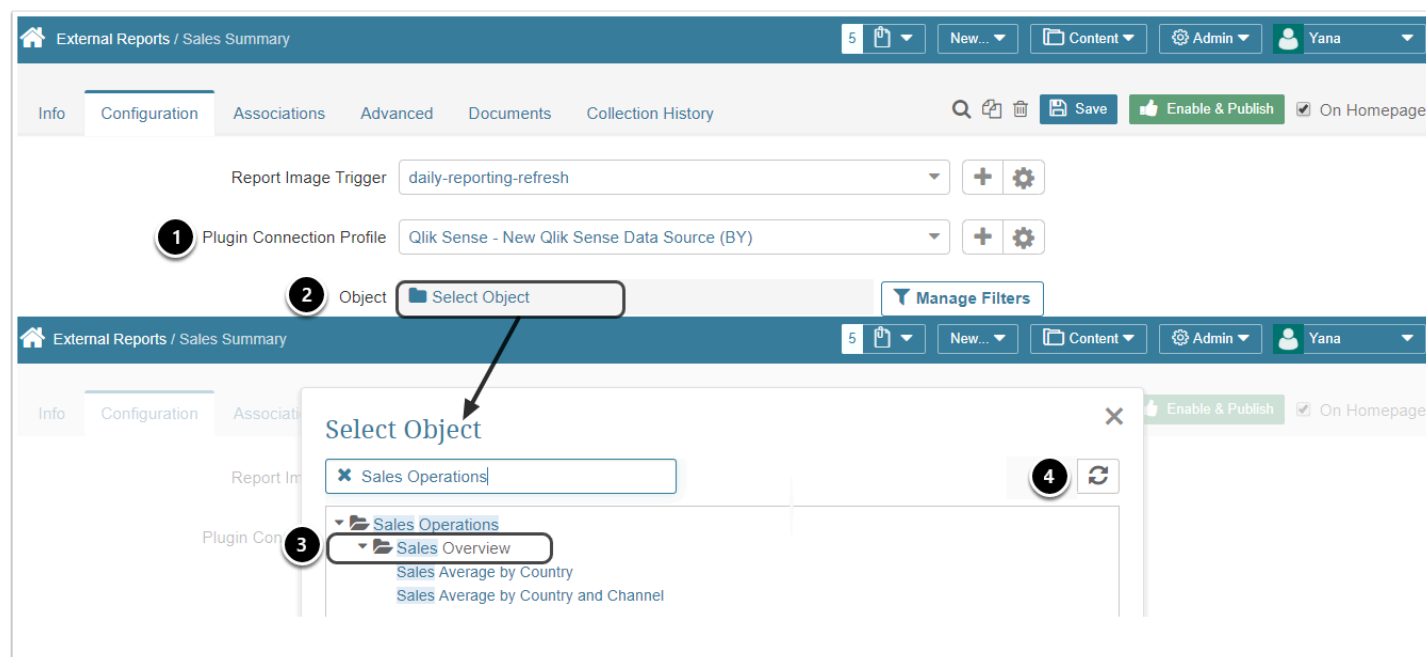 External Reports / Sales Summary 5 New... Content Admin Yana
Info Configuration Associations Advanced Documents Collection History Save Enable & Publish On Homepage
Report Image Trigger daily-reporting-refresh
1 Plugin Connection Profile Qlik Sense - New Qlik Sense Data Source (BY)
2 Object Select Object Manage Filters
External Reports / Sales Summary 5 New... Content Admin Yana
Info Configuration Associati Enable & Publish On Homepage
Select Object
Report Im Sales Operations 4
Sales Operations
Plugin Con 3 Sales Overview
Sales Average by Country
Sales Average by Country and Channel